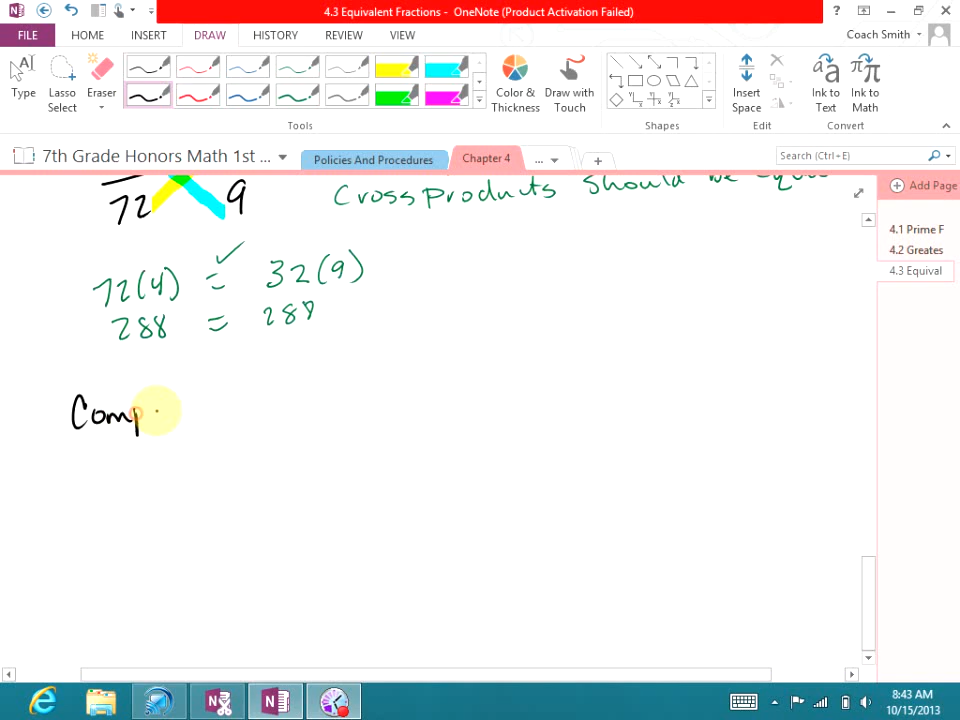 4.3 Equivalent Fractions - OneNote (Product Activation Failed)
FILE HOME INSERT DRAW HISTORY REVIEW VIEW
Coach Smith
Type
Lasso Select
Eraser
Color & Thickness
Draw with Touch
Insert Space
Ink to Text
Ink to Math
Tools
Shapes
Edit
Convert
7th Grade Honors Math 1st ...
Policies And Procedures
Chapter 4
...
Search (Ctrl+E)
Add Page
4.1 Prime F
4.2 Greates
4.3 Equival
72 9
Cross Products should be
72(4) = 32(9)
288 = 288
Comp
8:43 AM
10/15/2013